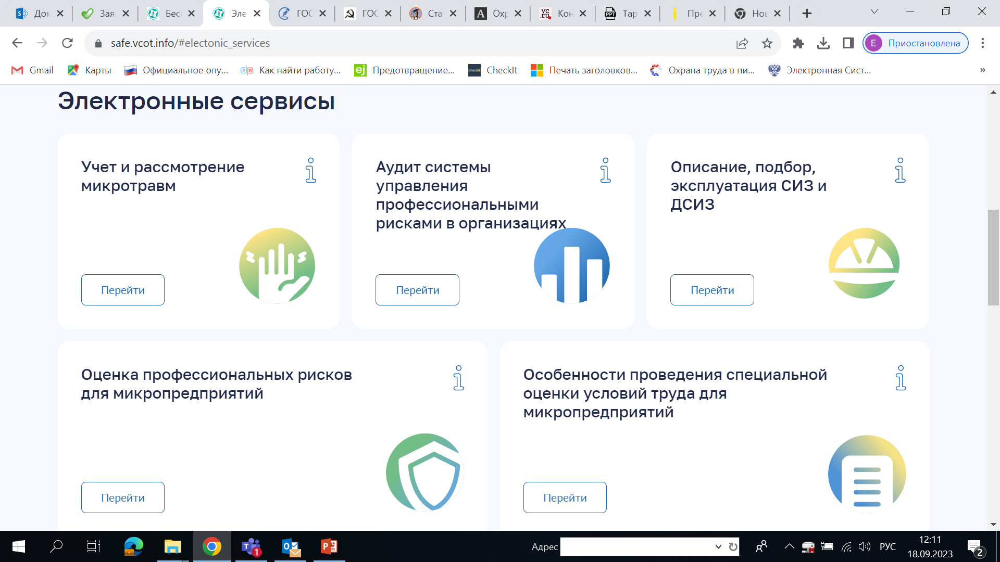 Дом
Заяв
Бесп
Эле
ГОС
ГОС
Ста
Охр
Кон
Тар
Пре
Нов
safe.vcot.info/#electonic_services
E Приостановлена
Gmail
Карты
Официальное опу...
Как найти работу...
Предотвращение...
CheckIt
Печать заголовков...
Охрана труда в пи...
Электронная Сист...
»
Электронные сервисы
Учет и рассмотрение
микротравм
Перейти
Аудит системы
управления
профессиональными
рисками в организациях
Перейти
Описание, подбор,
эксплуатация СИЗ и
ДСИЗ
Перейти
Оценка профессиональных рисков
для микропредприятий
Перейти
Особенности проведения специальной
оценки условий труда для
микропредприятий
Перейти
1
Адрес
РУС
12:11
18.09.2023
2